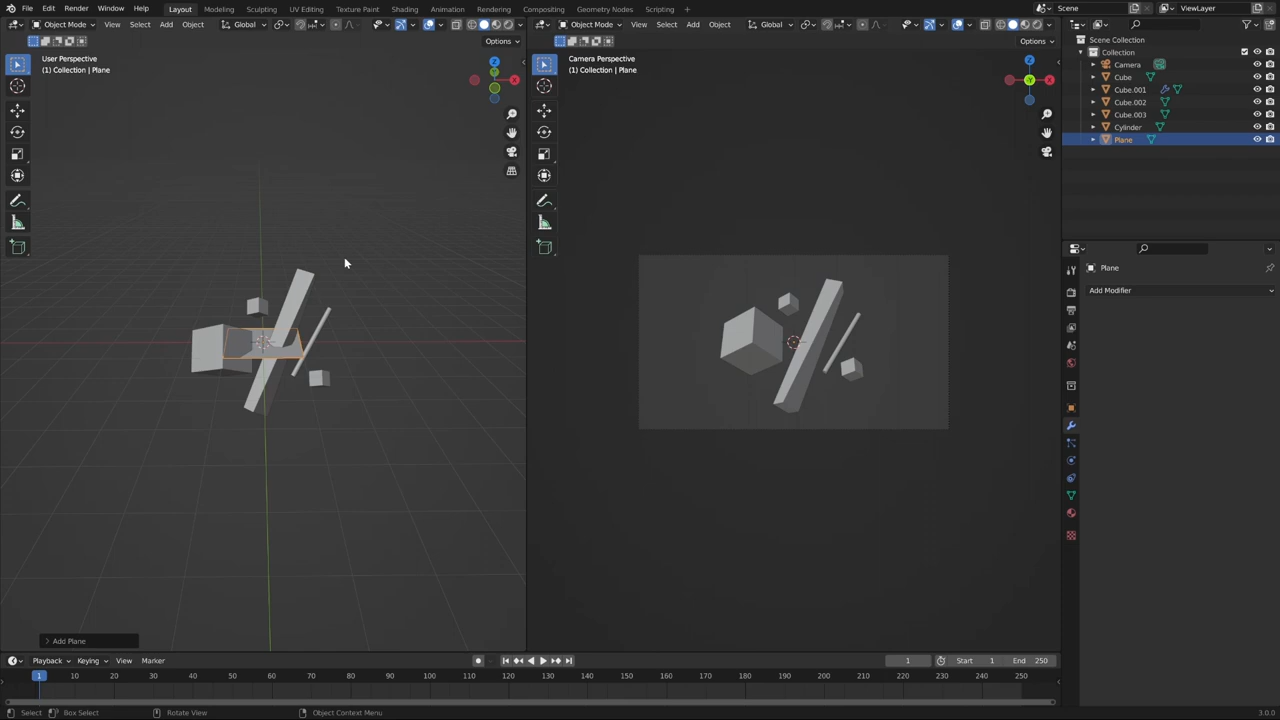 File Edit Render Window Help Layout Modeling Sculpting UV Editing Texture Paint Shading Animation Rendering Compositing Geometry Nodes Scripting Scene ViewLayer
Object Mode View Select Add Object Global
Object Mode View Select Add Object Global
Options
Options
User Perspective
(1) Collection | Plane
Z
Y
X
Camera Perspective
(1) Collection | Plane
Z
Y
X
Scene Collection
Collection
Camera
Cube
Cube.001
Cube.002
Cube.003
Cylinder
Plane
Plane
Add Modifier
Add Plane
Playback Keying View Marker 1 Start 1 End 250
1 10 20 30 40 50 60 70 80 90 100 110 120 130 140 150 160 170 180 190 200 210 220 230 240 250
Select Box Select Rotate View Object Context Menu 3.0.0